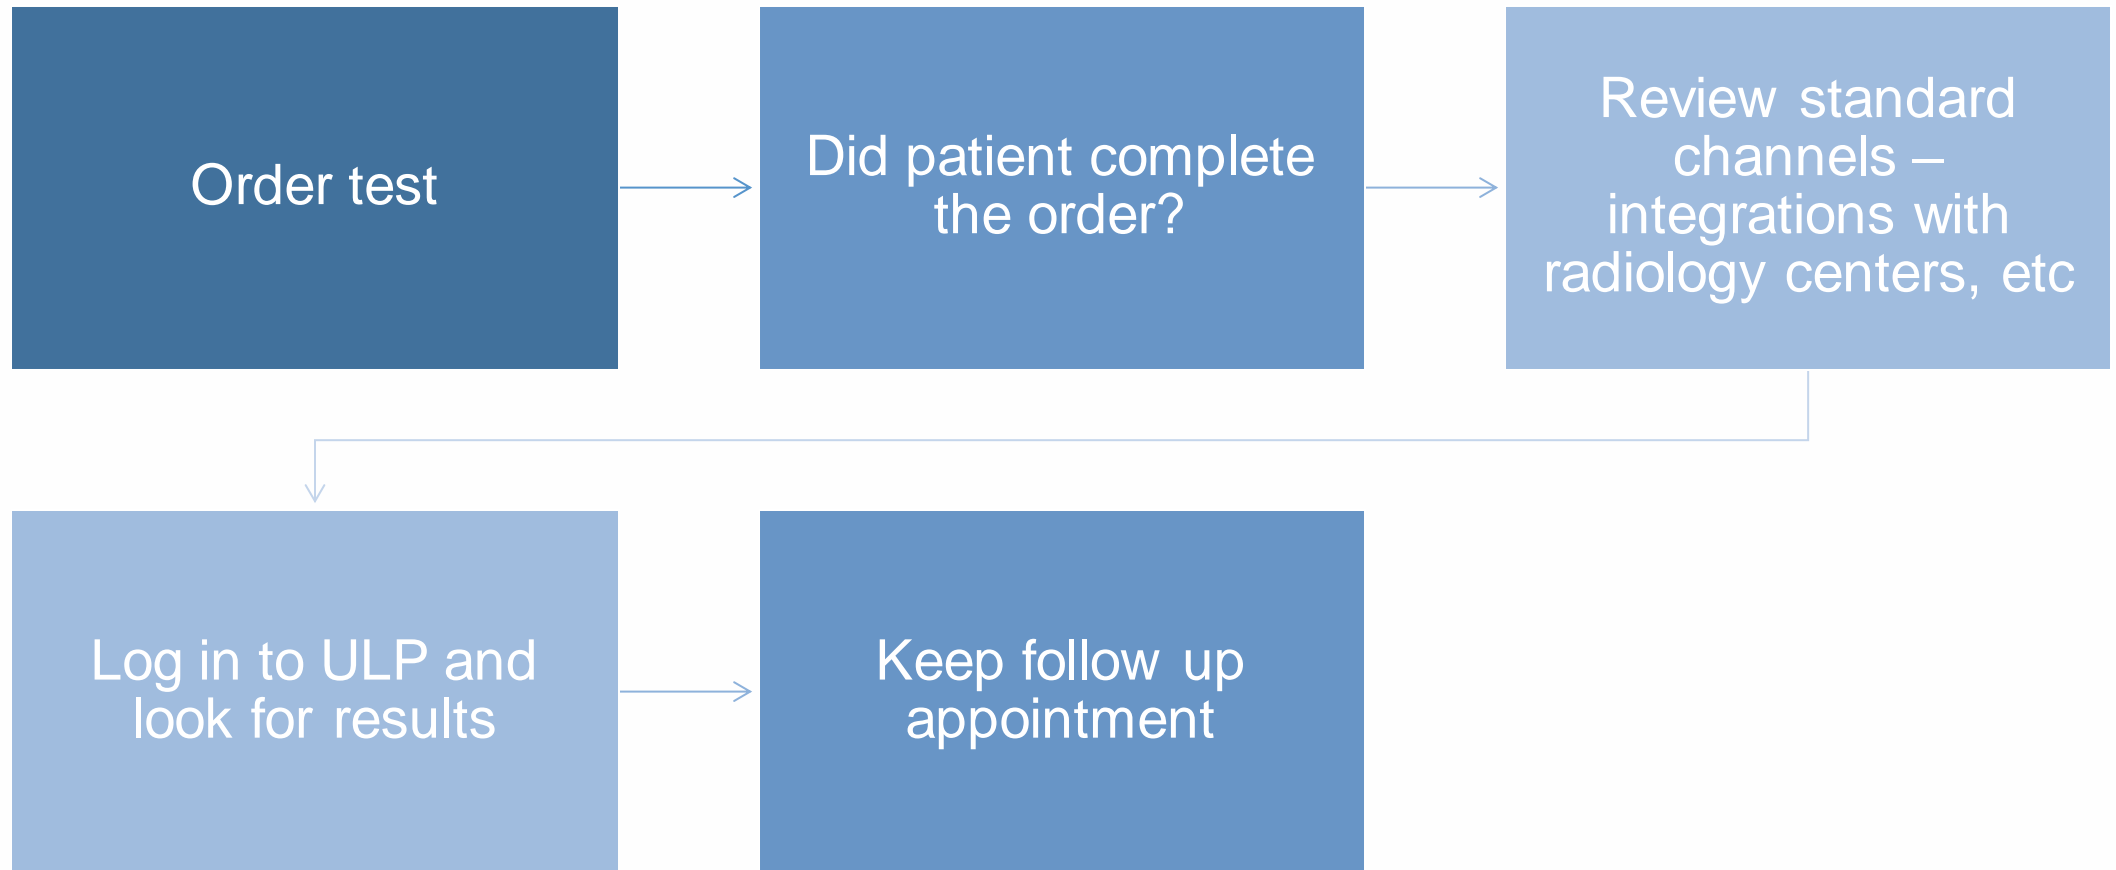 Order test
Did patient complete
the order?
Review standard
channels –
integrations with
radiology centers, etc
Log in to ULP and
look for results
Keep follow up
appointment